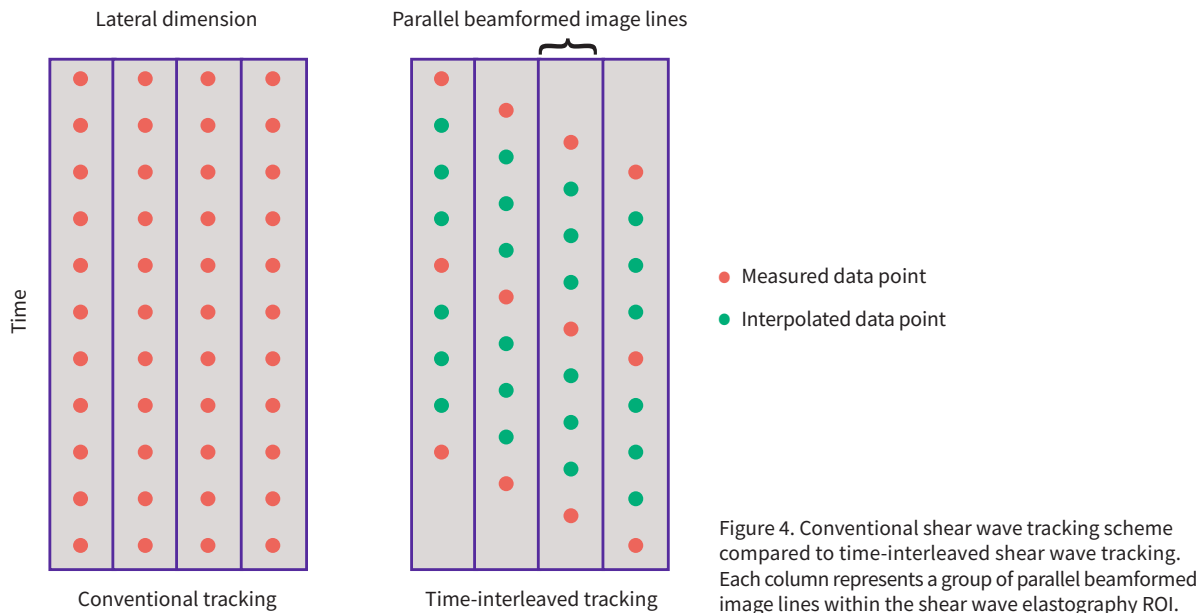 Lateral dimension
Parallel beamformed image lines
Time
Measured data point
Interpolated data point
Conventional tracking
Time-interleaved tracking
Figure 4. Conventional shear wave tracking scheme
compared to time-interleaved shear wave tracking.
Each column represents a group of parallel beamformed
image lines within the shear wave elastography ROI.